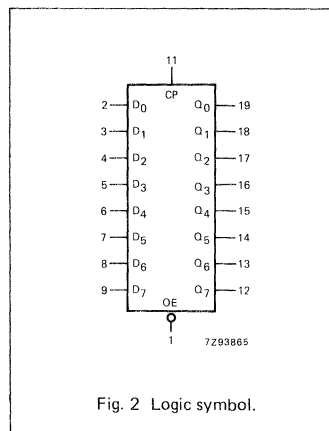 11
CP
2 D0 Q0 19
3 D1 Q1 18
4 D2 Q2 17
5 D3 Q3 16
6 D4 Q4 15
7 D5 Q5 14
8 D6 Q6 13
9 D7 Q7 12
OE
1 7Z93865
Fig. 2 Logic symbol.